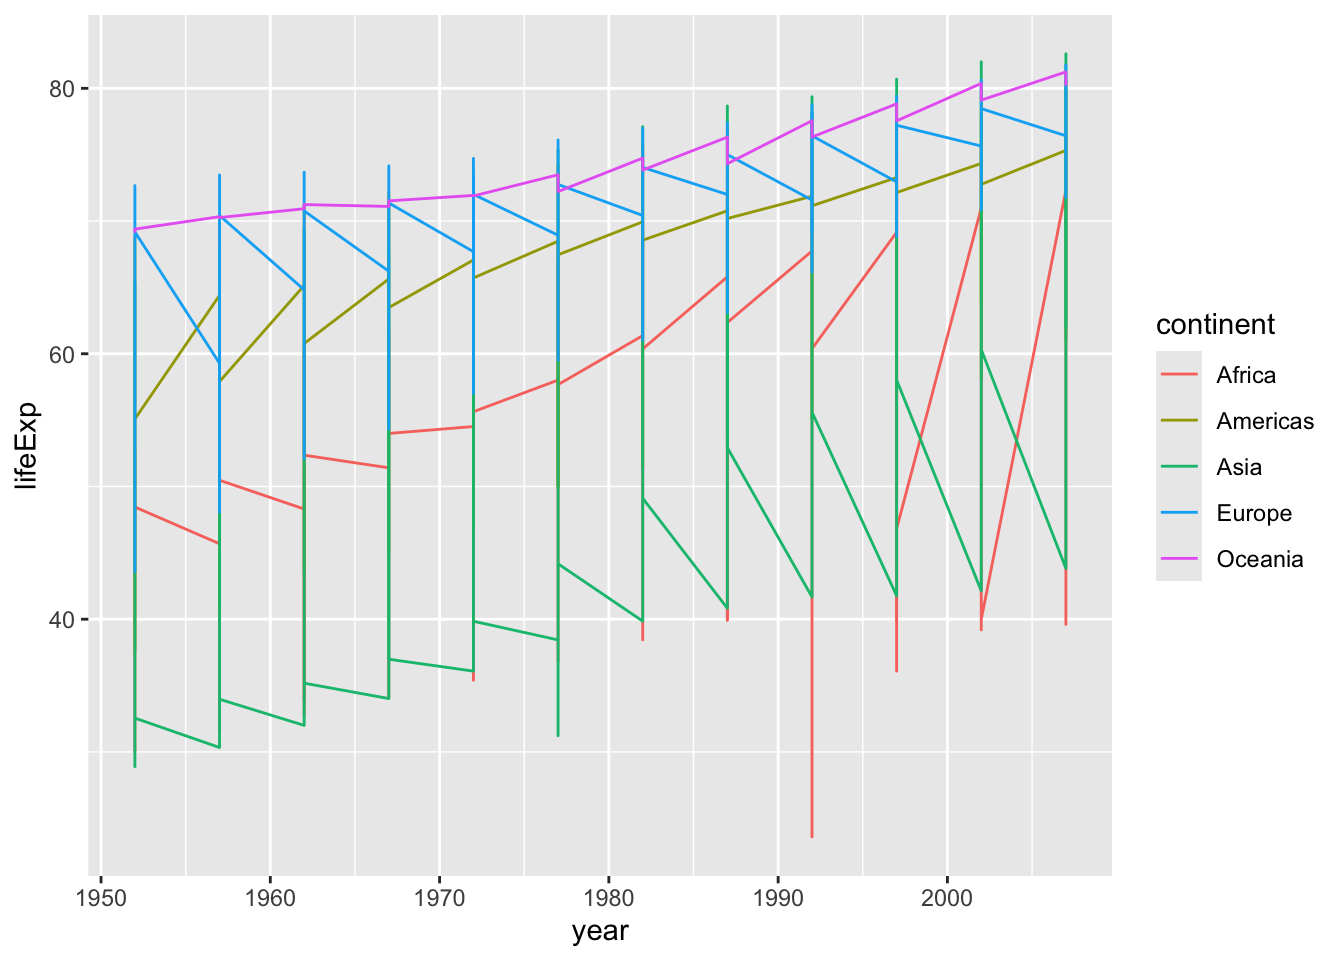 80
60
40
lifeExp
1950 1960 1970 1980 1990 2000
year
continent
Africa
Americas
Asia
Europe
Oceania